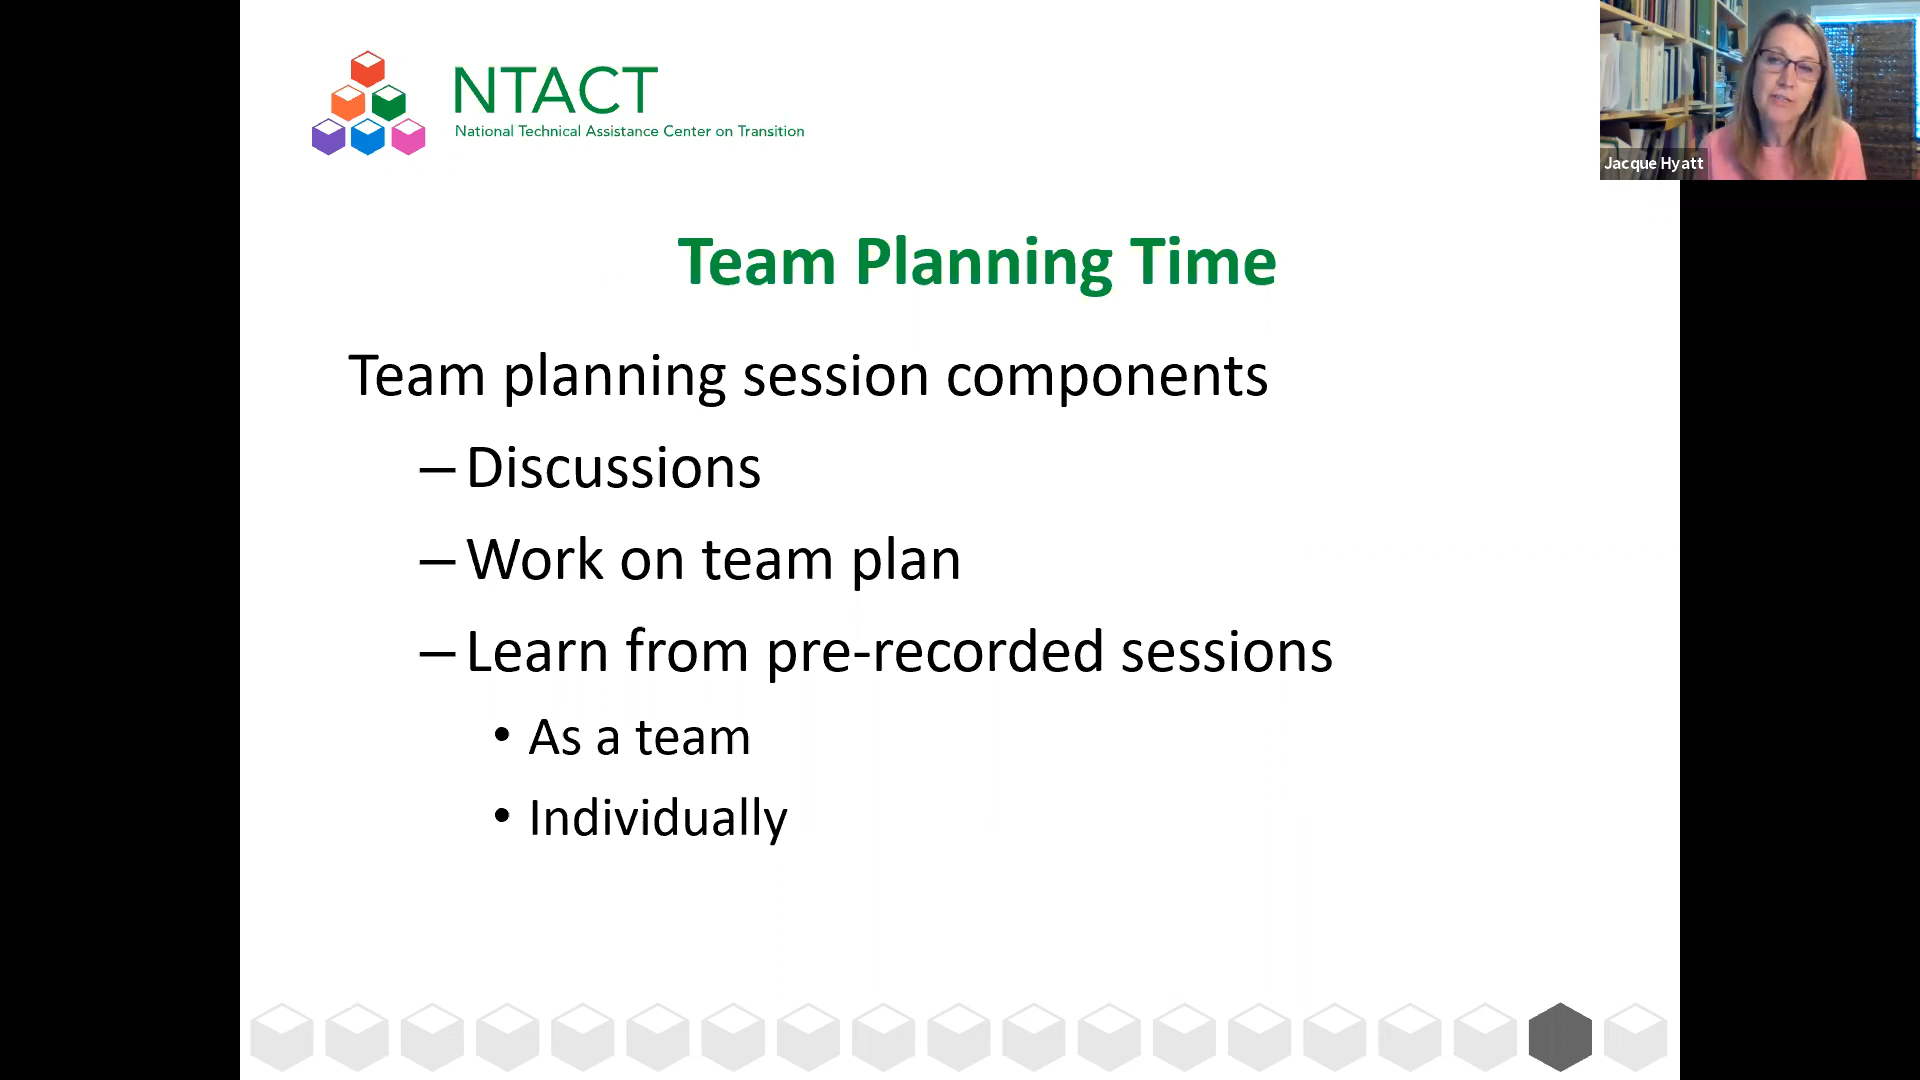 NTACT
National Technical Assistance Center on Transition
Jacque Hyatt
Team Planning Time
Team planning session components
– Discussions
– Work on team plan
– Learn from pre-recorded sessions
• As a team
• Individually